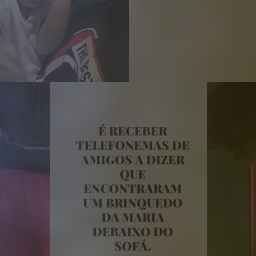 É RECEBER
TELEFONEMAS DE
AMIGOS A DIZER
QUE
ENCONTRARAM
UM BRINQUEDO
DA MARIA
DEBAIXO DO
SOFÁ.